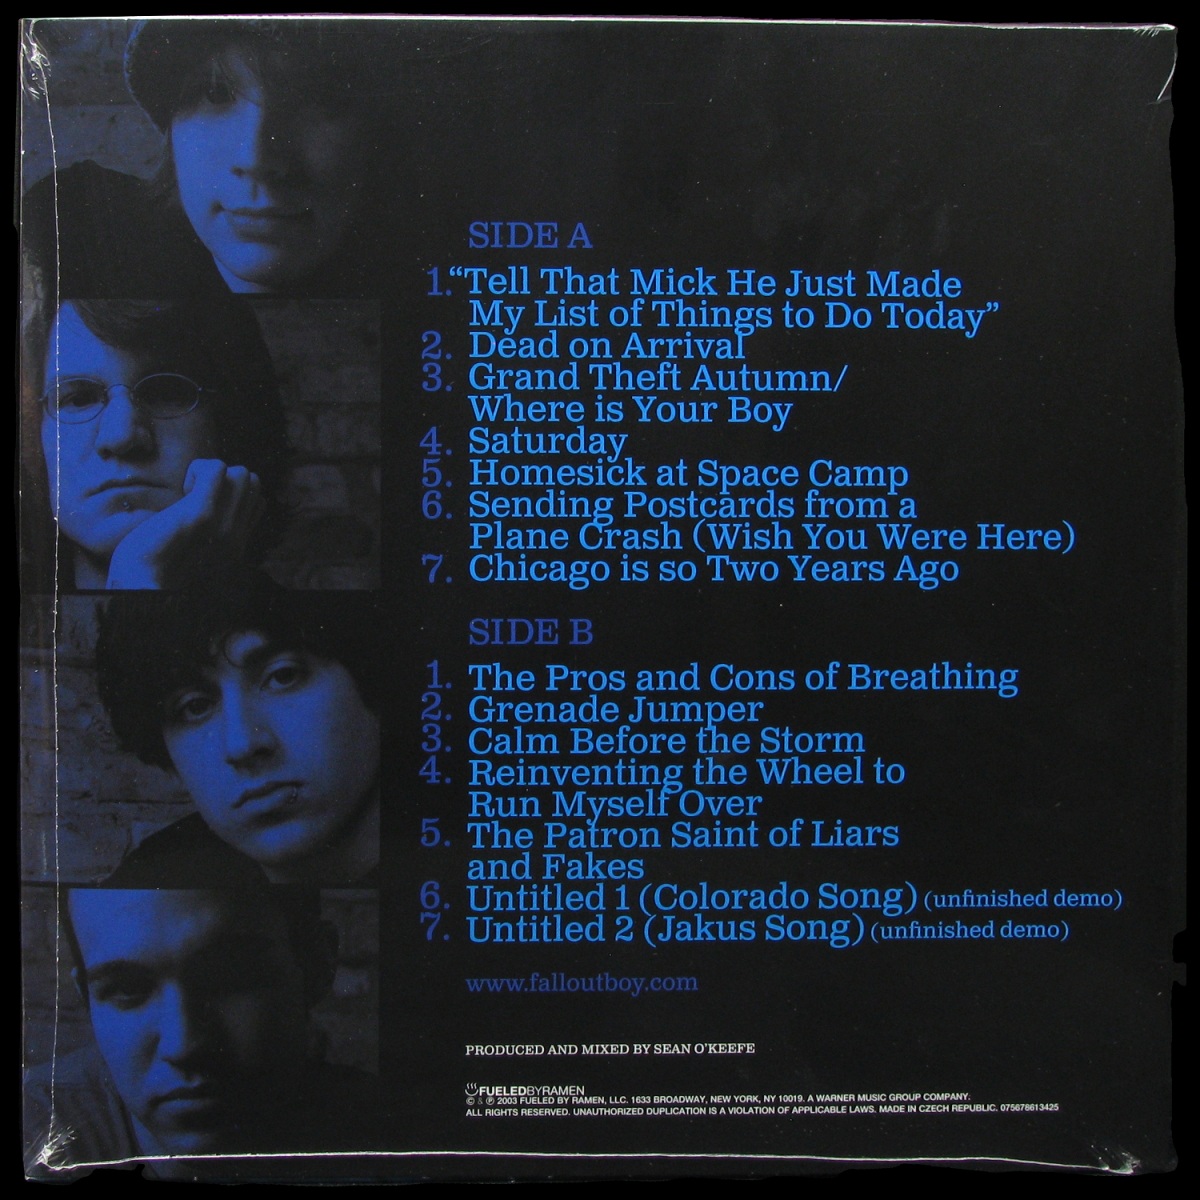 SIDE A
1. “Tell That Mick He Just Made
My List of Things to Do Today”
2. Dead on Arrival
3. Grand Theft Autumn/
Where is Your Boy
4. Saturday
5. Homesick at Space Camp
6. Sending Postcards from a
Plane Crash (Wish You Were Here)
7. Chicago is so Two Years Ago
SIDE B
1. The Pros and Cons of Breathing
2. Grenade Jumper
3. Calm Before the Storm
4. Reinventing the Wheel to
Run Myself Over
5. The Patron Saint of Liars
and Fakes
6. Untitled 1 (Colorado Song) (unfinished demo)
7. Untitled 2 (Jakus Song) (unfinished demo)
www.falloutboy.com
PRODUCED AND MIXED BY SEAN O'KEEFE
FUELEDBYRAMEN
© & ℗ 2003 FUELED BY RAMEN, LLC. 1633 BROADWAY, NEW YORK, NY 10019. A WARNER MUSIC GROUP COMPANY.
ALL RIGHTS RESERVED. UNAUTHORIZED DUPLICATION IS A VIOLATION OF APPLICABLE LAWS. MADE IN CZECH REPUBLIC. 075678613425